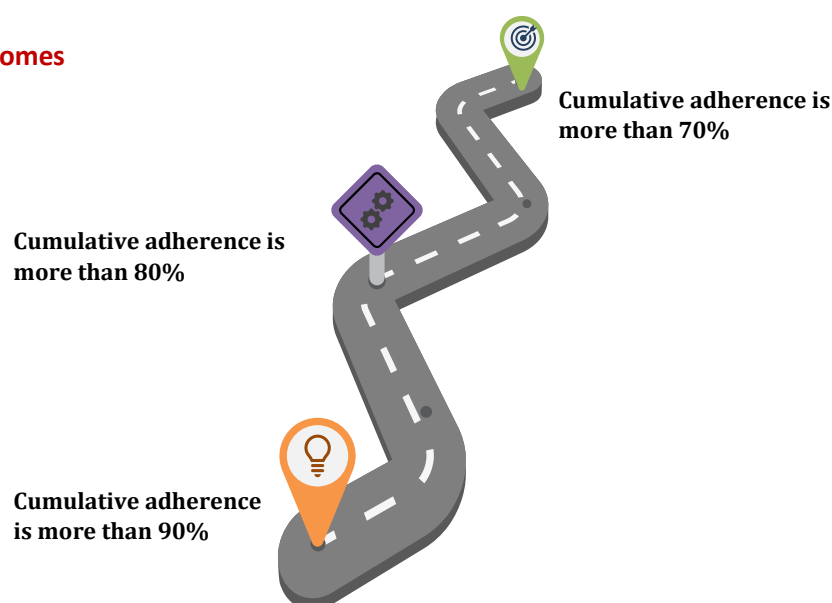 omes
Cumulative adherence is
more than 70%
Cumulative adherence is
more than 80%
Cumulative adherence
is more than 90%